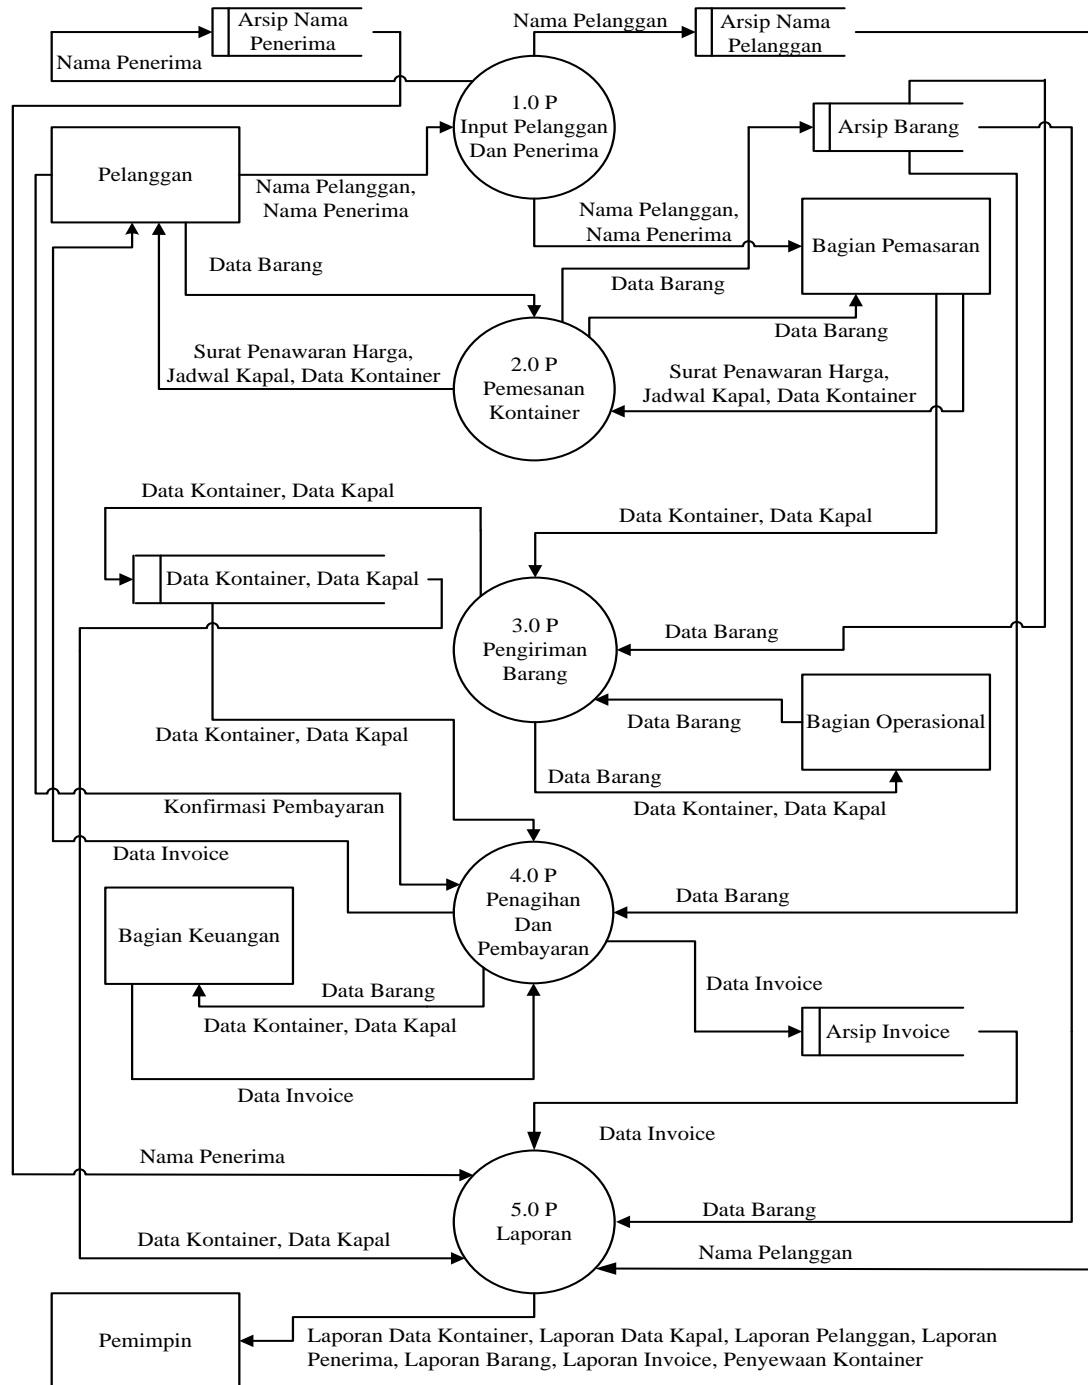 Arsip Nama
Penerima
Nama Pelanggan
Arsip Nama
Pelanggan
Nama Penerima
1.0 P
Input Pelanggan
Dan Penerima
Arsip Barang
Pelanggan
Nama Pelanggan,
Nama Penerima
Nama Pelanggan,
Nama Penerima
Bagian Pemasaran
Data Barang
Data Barang
Data Barang
Surat Penawaran Harga,
Jadwal Kapal, Data Kontainer
2.0 P
Pemesanan
Kontainer
Surat Penawaran Harga,
Jadwal Kapal, Data Kontainer
Data Kontainer, Data Kapal
Data Kontainer, Data Kapal
Data Kontainer, Data Kapal
3.0 P
Pengiriman
Barang
Data Barang
Data Barang
Bagian Operasional
Data Kontainer, Data Kapal
Data Barang
Data Kontainer, Data Kapal
Konfirmasi Pembayaran
Data Invoice
4.0 P
Penagihan
Dan
Pembayaran
Data Barang
Bagian Keuangan
Data Barang
Data Kontainer, Data Kapal
Data Invoice
Arsip Invoice
Data Invoice
Data Invoice
Nama Penerima
5.0 P
Laporan
Data Barang
Data Kontainer, Data Kapal
Nama Pelanggan
Pemimpin
Laporan Data Kontainer, Laporan Data Kapal, Laporan Pelanggan, Laporan
Penerima, Laporan Barang, Laporan Invoice, Penyewaan Kontainer